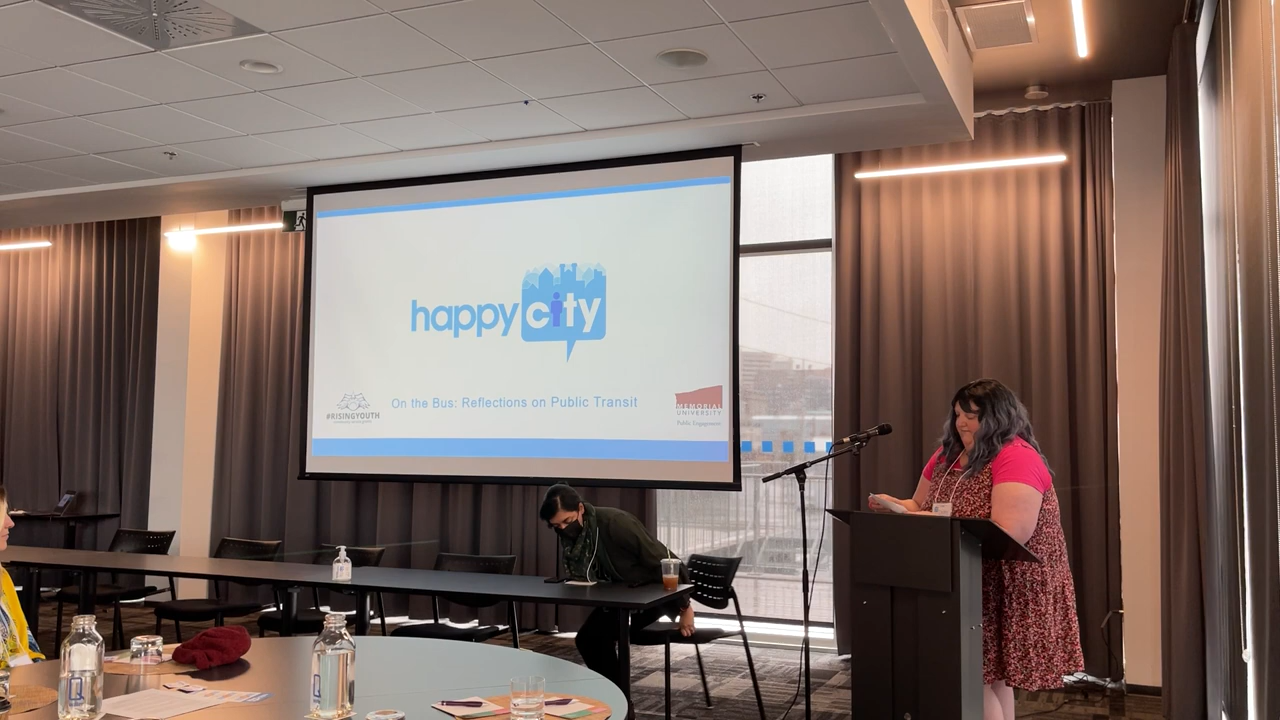 happy city
On the Bus: Reflections on Public Transit
#RISINGYOUTH
MEMORIAL
UNIVERSITY
Public Engagement